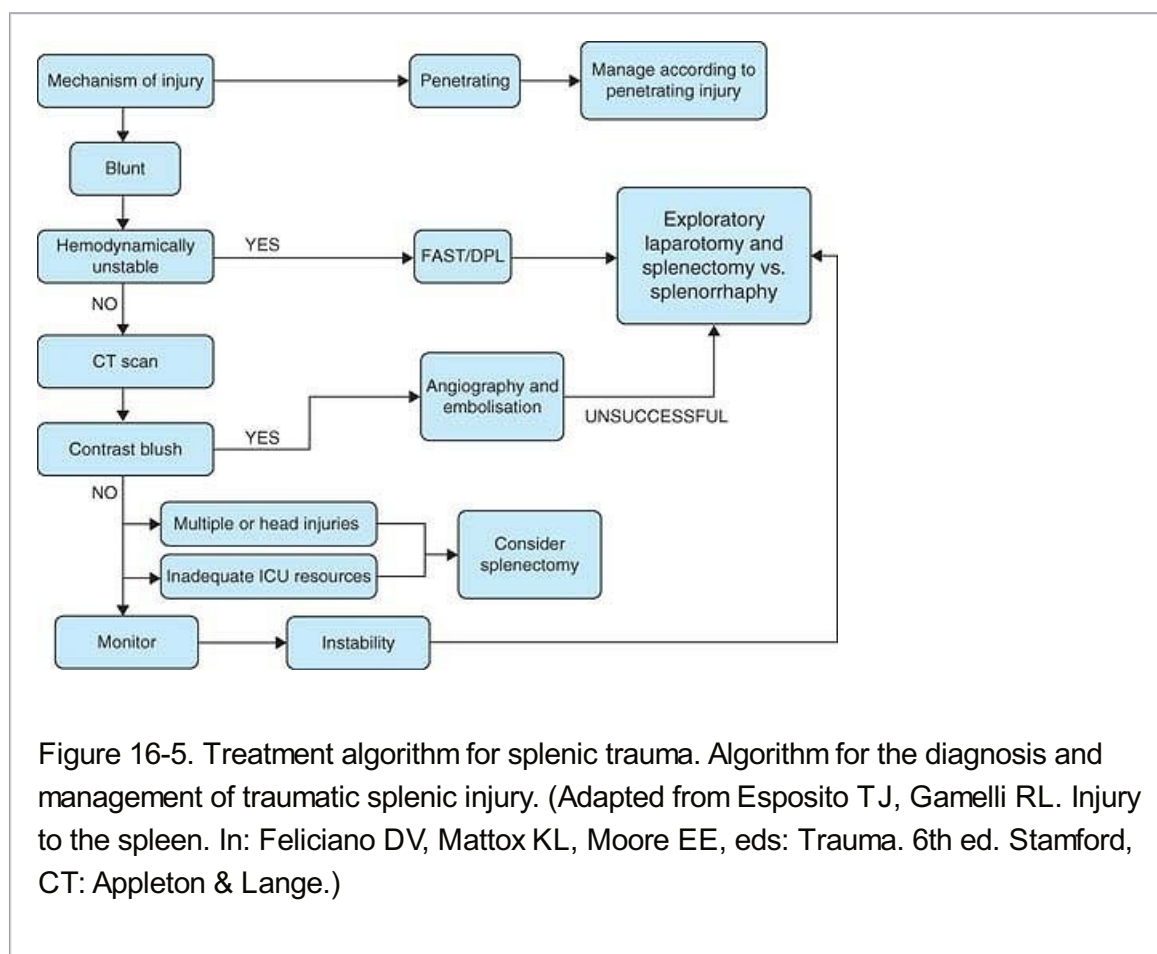 Mechanism of injury
Penetrating
Manage according to
penetrating injury
Blunt
Hemodynamically
unstable
YES
FAST/DPL
Exploratory
laparotomy and
splenectomy vs.
splenorrhaphy
NO
CT scan
Angiography and
embolisation
UNSUCCESSFUL
Contrast blush
YES
NO
Multiple or head injuries
Consider
splenectomy
Inadequate ICU resources
Monitor
Instability
Figure 16-5. Treatment algorithm for splenic trauma. Algorithm for the diagnosis and
management of traumatic splenic injury. (Adapted from Esposito TJ, Gamelli RL. Injury
to the spleen. In: Feliciano DV, Mattox KL, Moore EE, eds: Trauma. 6th ed. Stamford,
CT: Appleton & Lange.)